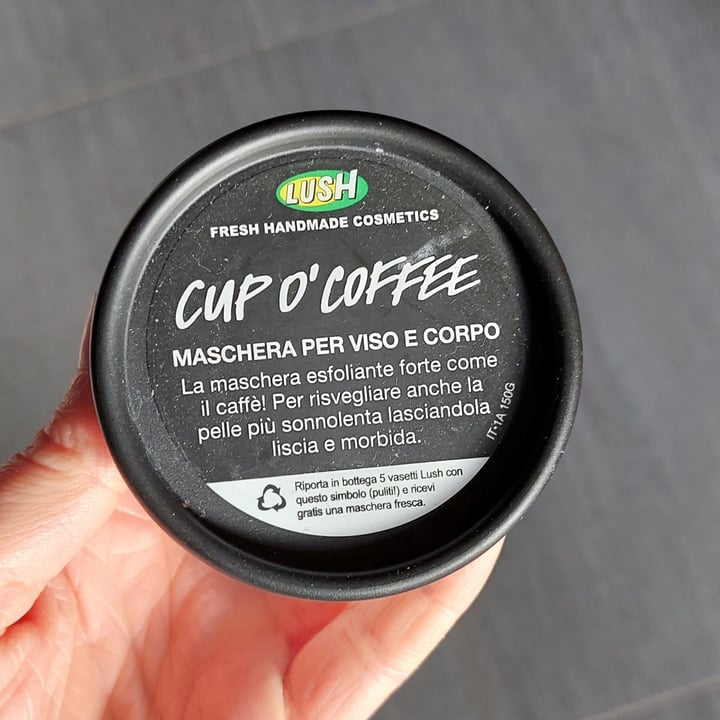 LUSH
FRESH HANDMADE COSMETICS
CUP O'COFFEE
MASCHERA PER VISO E CORPO
La maschera esfoliante forte come
il caffè! Per risvegliare anche la
pelle più sonnolenta lasciandola
liscia e morbida.
IT:1A 150G
Riporta in bottega 5 vasetti Lush con
questo simbolo (puliti!) e ricevi
gratis una maschera fresca.